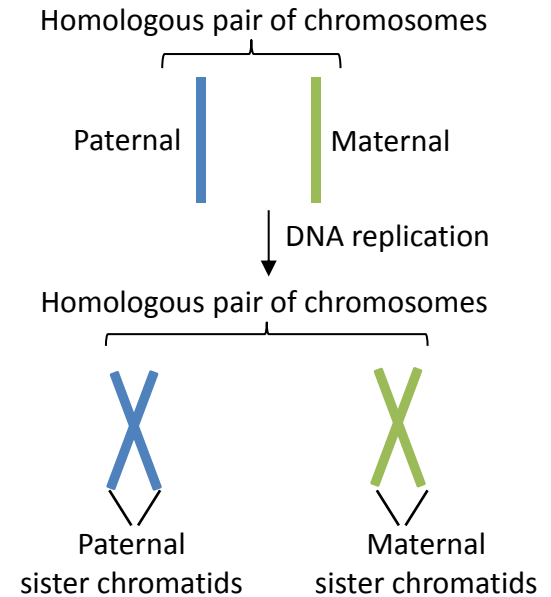 Homologous pair of chromosomes
Paternal
Maternal
DNA replication
Homologous pair of chromosomes
Paternal
sister chromatids
Maternal
sister chromatids